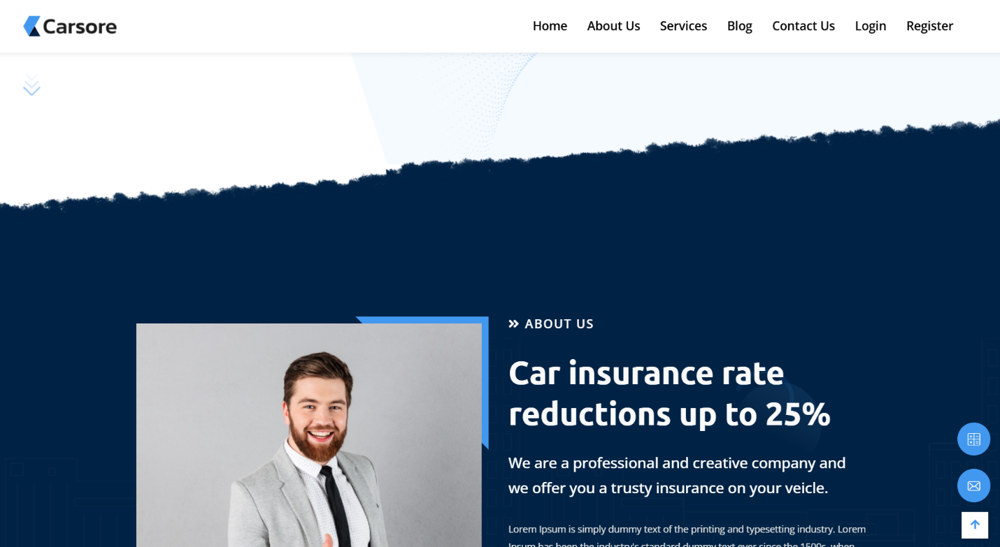 Carsore
Home About Us Services Blog Contact Us Login Register
ABOUT US
Car insurance rate
reductions up to 25%
We are a professional and creative company and
we offer you a trusty insurance on your veicle.
Lorem Ipsum is simply dummy text of the printing and typesetting industry. Lorem
Ipsum has been the industry's standard dummy text ever since the 1500s, when